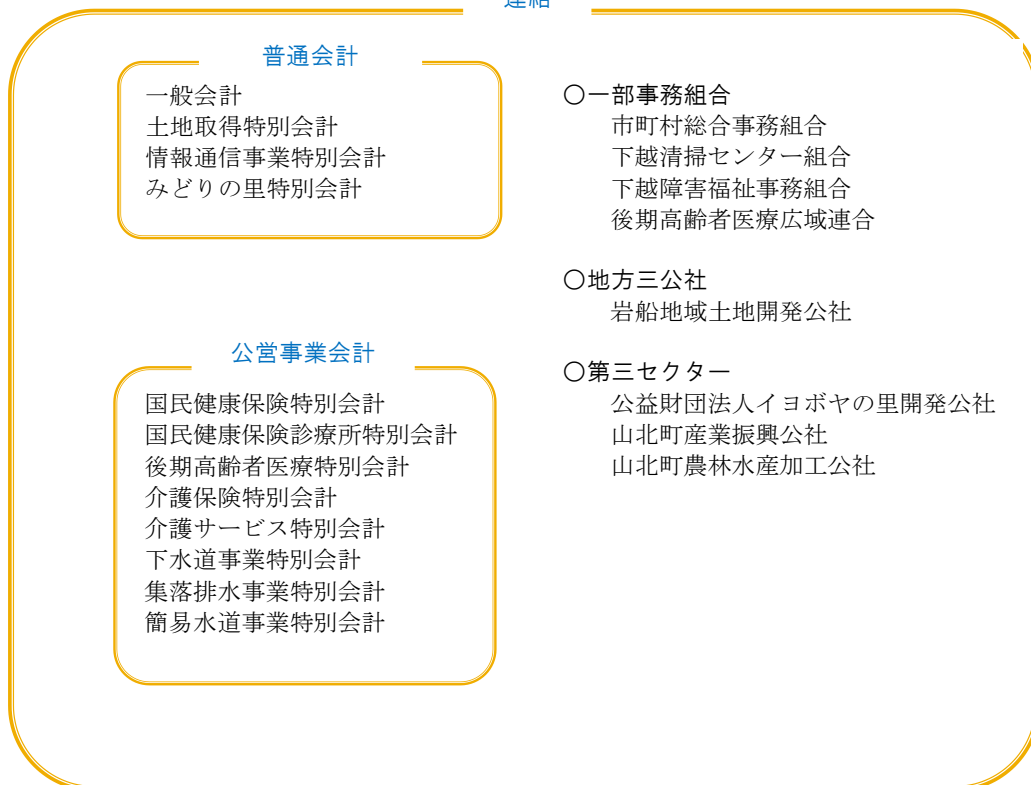 連結
普通会計
一般会計
土地取得特別会計
情報通信事業特別会計
みどりの里特別会計
公営事業会計
国民健康保険特別会計
国民健康保険診療所特別会計
後期高齢者医療特別会計
介護保険特別会計
介護サービス特別会計
下水道事業特別会計
集落排水事業特別会計
簡易水道事業特別会計
〇一部事務組合
市町村総合事務組合
下越清掃センター組合
下越障害福祉事務組合
後期高齢者医療広域連合
〇地方三公社
岩船地域土地開発公社
〇第三セクター
公益財団法人イヨボヤの里開発公社
山北町産業振興公社
山北町農林水産加工公社